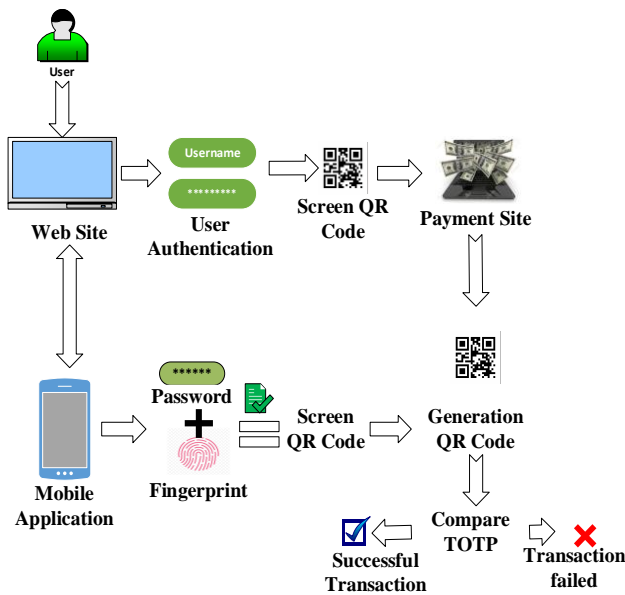 User
Username
*********
Web Site
User
Authentication
Screen QR
Code
Payment Site
******
Password
Fingerprint
Screen
QR Code
Generation
QR Code
Mobile
Application
Compare
TOTP
Successful
Transaction
Transaction
failed